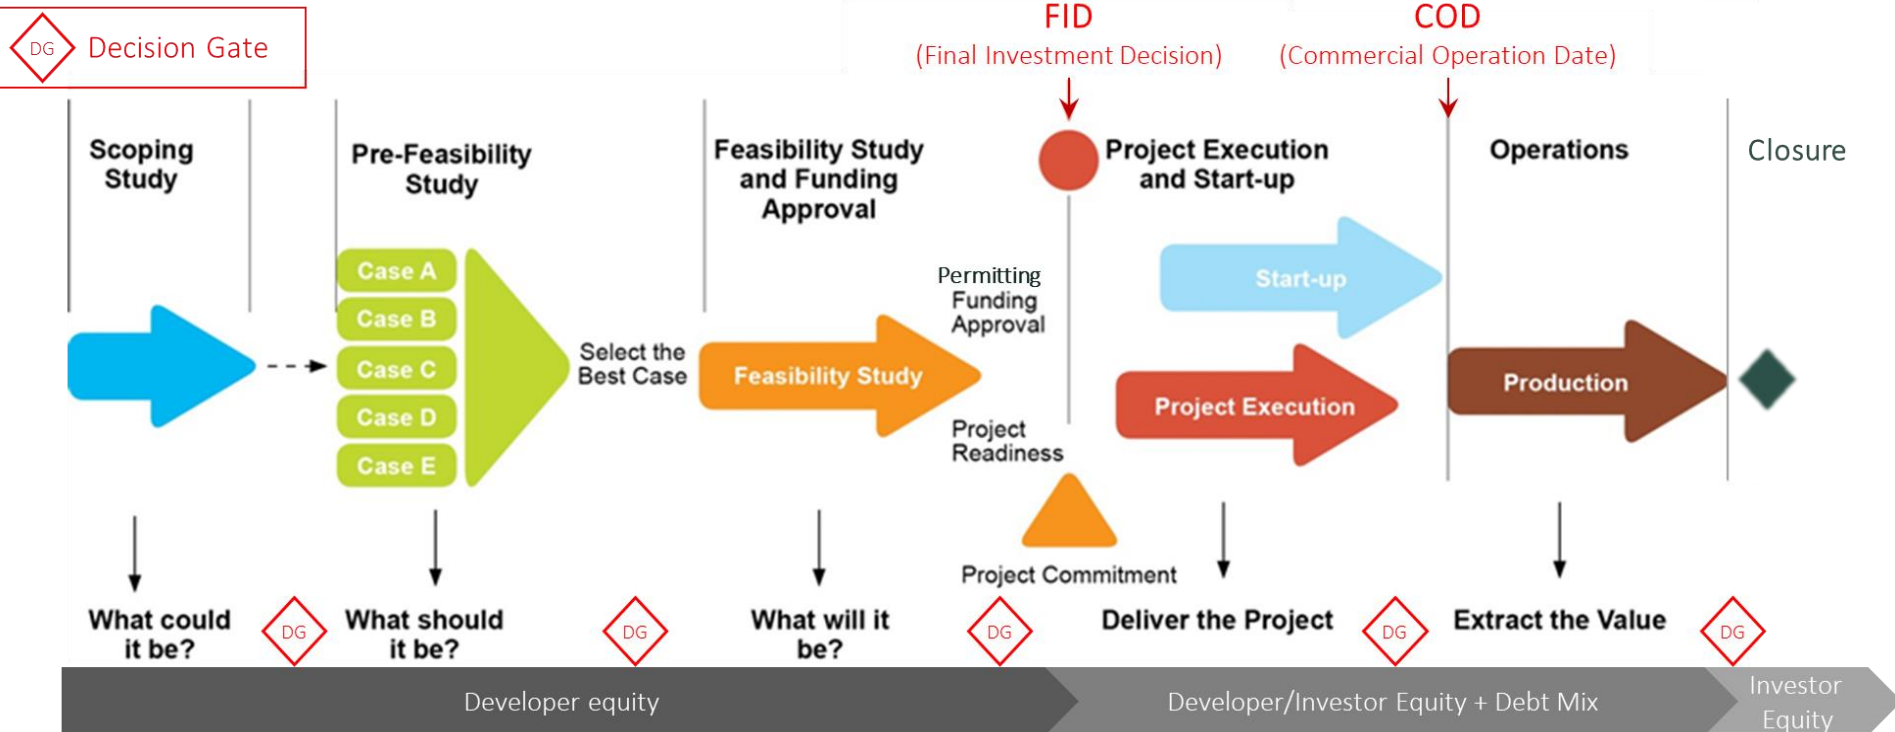 DG
Decision Gate
FID
(Final Investment Decision)
COD
(Commercial Operation Date)
Scoping
Study
Pre-Feasibility
Study
Feasibility Study
and Funding
Approval
Project Execution
and Start-up
Operations
Closure
Case A
Case B
Case C
Case D
Case E
Select the
Best Case
Feasibility Study
Permitting
Funding
Approval
Project
Readiness
Project Commitment
Start-up
Project Execution
Production
What could
it be?
DG
What should
it be?
DG
What will it
be?
DG
Deliver the Project
DG
Extract the Value
DG
Developer equity
Developer/Investor Equity + Debt Mix
Investor
Equity